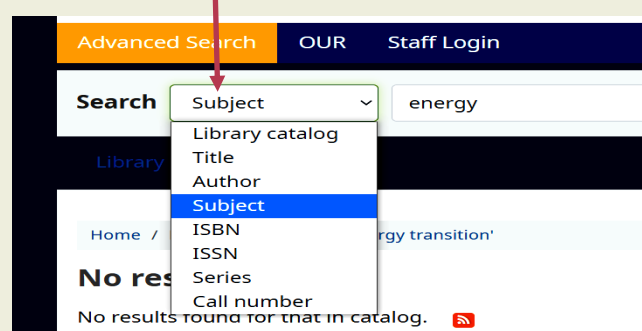 Advanced Search OUR Staff Login
Search Subject energy
Library catalog
Title
Author
Subject
ISBN
ISSN
Series
Call number
Library
Home / rgy transition'
No res
No results found for that in catalog.